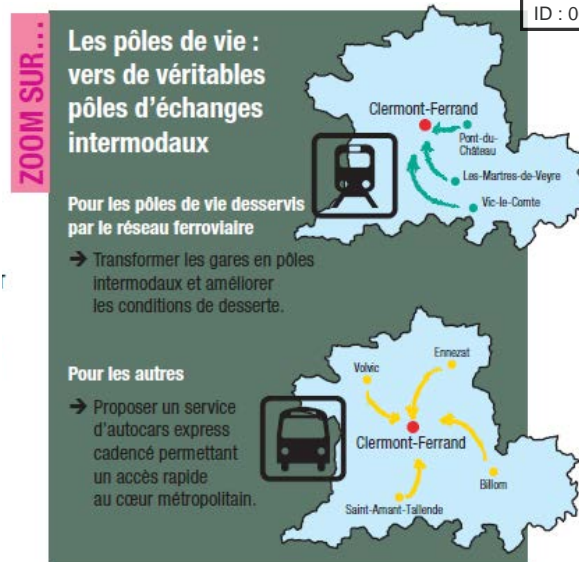 ID : 0
ZOOM SUR...
Les pôles de vie :
vers de véritables
pôles d'échanges
intermodaux
Clermont-Ferrand
Pont-du-
Château
Les-Martres-de-Veyre
Vic-le-Comte
Pour les pôles de vie desservis
par le réseau ferroviaire
→ Transformer les gares en pôles
intermodaux et améliorer
les conditions de desserte.
Volvic
Ennezat
Clermont-Ferrand
Billom
Saint-Amant-Tallende
Pour les autres
→ Proposer un service
d'autocars express
cadencé permettant
un accès rapide
au cœur métropolitain.